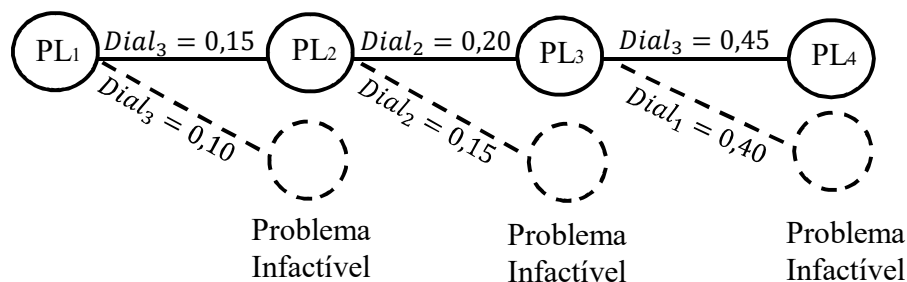 PL1 Dial3 = 0,15 PL2 Dial2 = 0,20 PL3 Dial3 = 0,45 PL4
Dial3 = 0,10
Dial2 = 0,15
Dial1 = 0,40
Problema
Infactível
Problema
Infactível
Problema
Infactível